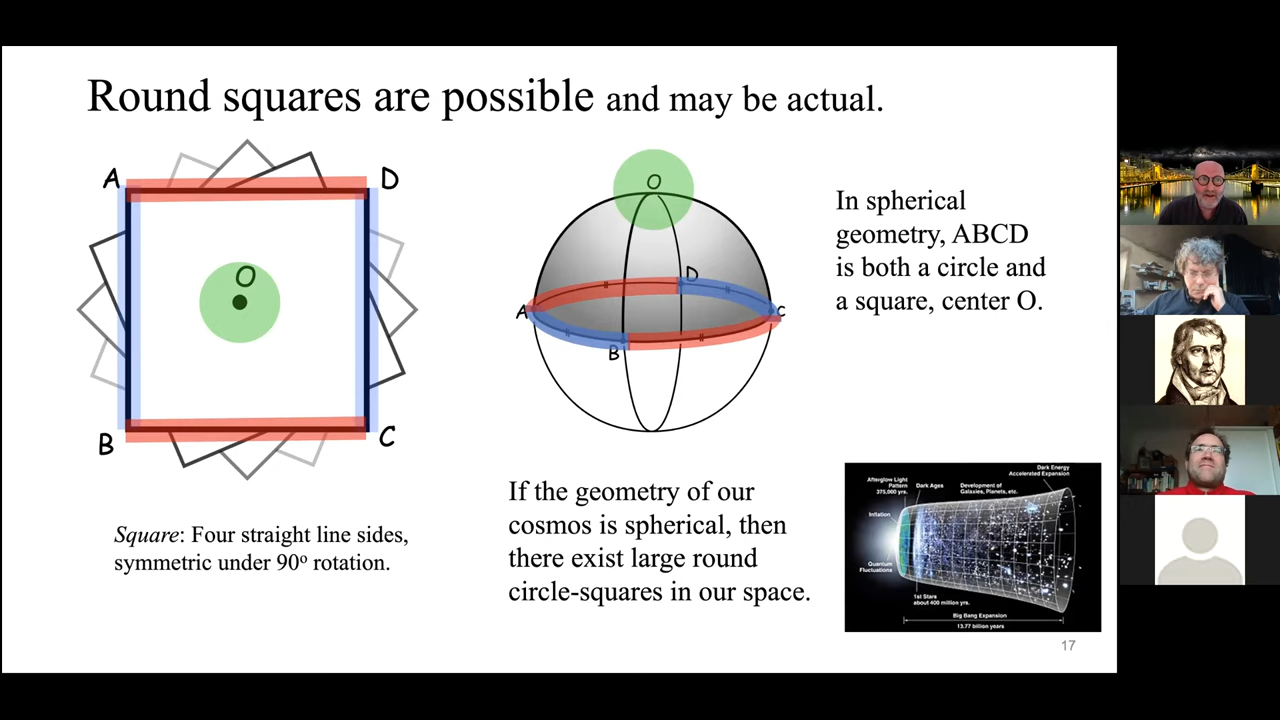 Round squares are possible and may be actual.
A
D
O
B
C
Square: Four straight line sides,
symmetric under 90º rotation.
O
D
A
C
B
In spherical
geometry, ABCD
is both a circle and
a square, center O.
If the geometry of our
cosmos is spherical, then
there exist large round
circle-squares in our space.
Dark Energy
Accelerated Expansion
Afterglow Light
Pattern
375,000 yrs.
Dark Ages
Development of
Galaxies, Planets, etc.
Inflation
Quantum
Fluctuations
1st Stars
about 400 million yrs.
Big Bang Expansion
13.77 billion years
17